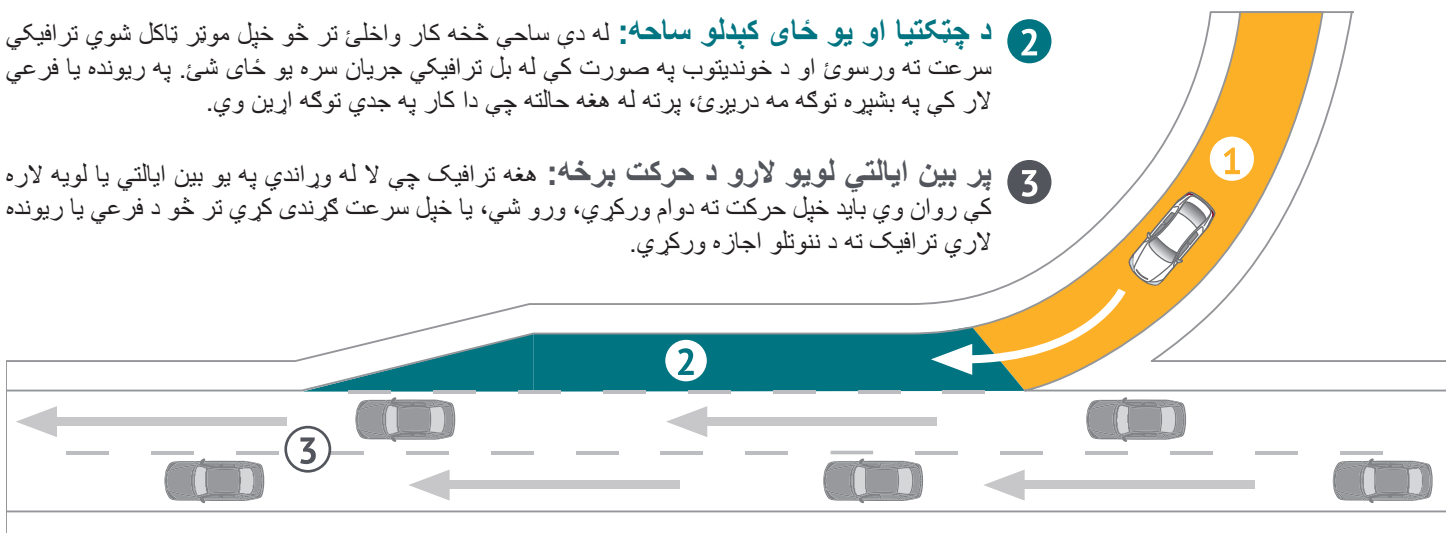 2 د چټکتیا او یو ځای کېدلو ساحه: له دې ساحې څخه کار واخلئ تر څو خپل موټر ټاکل شوي ترافیکي
سرعت ته ورسوئ او د خوندیتوب په صورت کې له بل ترافیکي جریان سره یو ځای شئ. په ریونده یا فرعي
لار کې په بشپړه توګه مه دریږئ، پرته له هغه حالته چې دا کار په جدي توګه اړین وي.
3 پر بین ایالتي لویو لارو د حرکت برخه: هغه ترافیک چې لا له وړاندې په یو بین ایالتي یا لویه لاره
کې روان وي باید خپل حرکت ته دوام ورکړي، ورو شي، یا خپل سرعت ګړندی کړي تر څو د فرعي یا ریونده
لارې ترافیک ته د ننوتلو اجازه ورکړي.
1
2
3